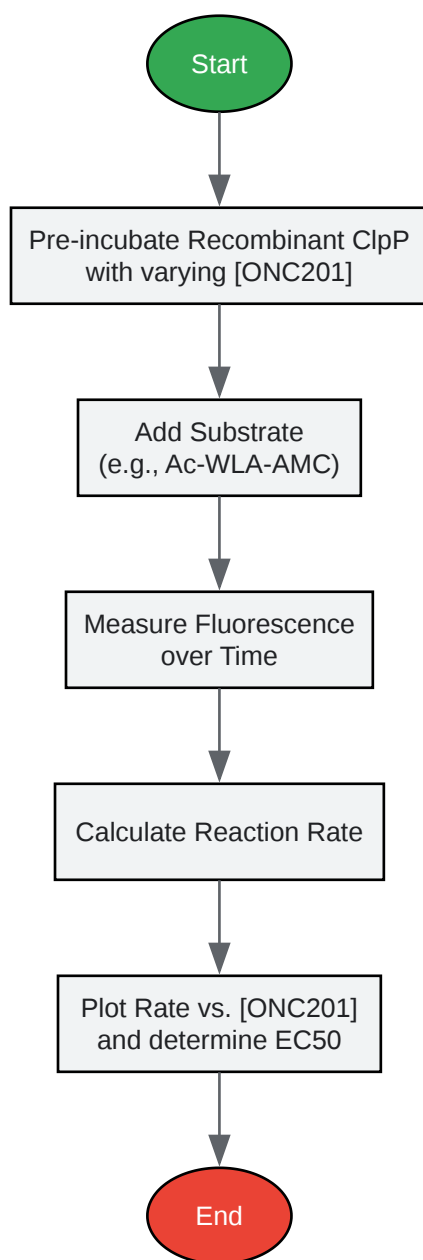 Start
Pre-incubate Recombinant ClpP
with varying [ONC201]
Add Substrate
(e.g., Ac-WLA-AMC)
Measure Fluorescence
over Time
Calculate Reaction Rate
Plot Rate vs. [ONC201]
and determine EC50
End